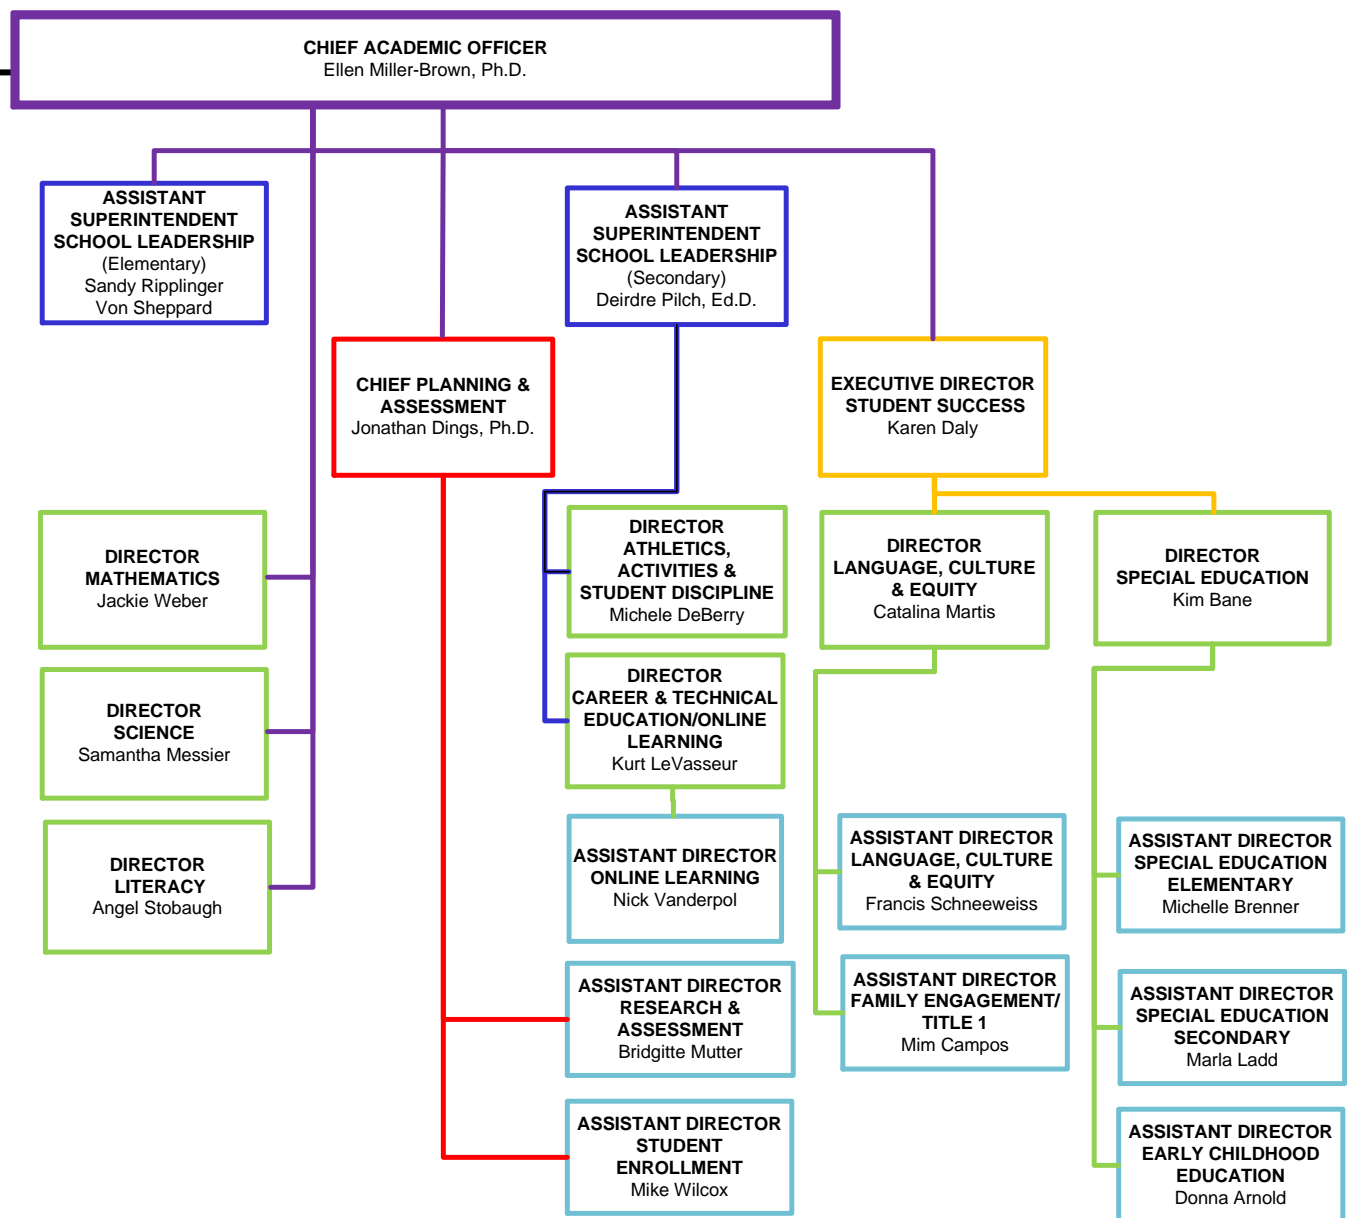 CHIEF ACADEMIC OFFICER
Ellen Miller-Brown, Ph.D.
ASSISTANT
SUPERINTENDENT
SCHOOL LEADERSHIP
(Elementary)
Sandy Ripplinger
Von Sheppard
ASSISTANT
SUPERINTENDENT
SCHOOL LEADERSHIP
(Secondary)
Deirdre Pilch, Ed.D.
CHIEF PLANNING &
ASSESSMENT
Jonathan Dings, Ph.D.
EXECUTIVE DIRECTOR
STUDENT SUCCESS
Karen Daly
DIRECTOR
MATHEMATICS
Jackie Weber
DIRECTOR
ATHLETICS,
ACTIVITIES &
STUDENT DISCIPLINE
Michele DeBerry
DIRECTOR
LANGUAGE, CULTURE
& EQUITY
Catalina Martis
DIRECTOR
SPECIAL EDUCATION
Kim Bane
DIRECTOR
SCIENCE
Samantha Messier
DIRECTOR
CAREER & TECHNICAL
EDUCATION/ONLINE
LEARNING
Kurt LeVasseur
DIRECTOR
LITERACY
Angel Stobaugh
ASSISTANT DIRECTOR
ONLINE LEARNING
Nick Vanderpol
ASSISTANT DIRECTOR
LANGUAGE, CULTURE
& EQUITY
Francis Schneeweiss
ASSISTANT DIRECTOR
SPECIAL EDUCATION
ELEMENTARY
Michelle Brenner
ASSISTANT DIRECTOR
RESEARCH &
ASSESSMENT
Bridgitte Mutter
ASSISTANT DIRECTOR
FAMILY ENGAGEMENT/
TITLE 1
Mim Campos
ASSISTANT DIRECTOR
SPECIAL EDUCATION
SECONDARY
Marla Ladd
ASSISTANT DIRECTOR
STUDENT
ENROLLMENT
Mike Wilcox
ASSISTANT DIRECTOR
EARLY CHILDHOOD
EDUCATION
Donna Arnold